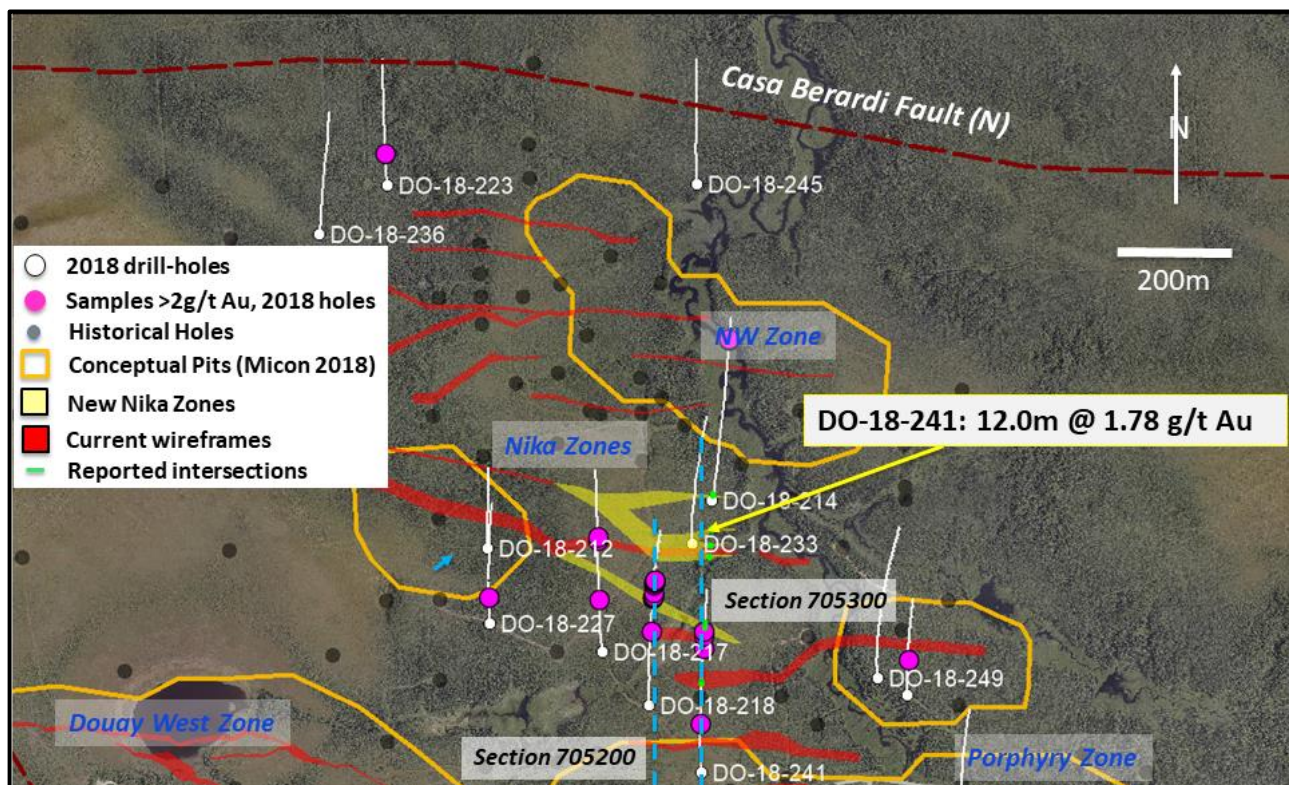 Casa Berardi Fault (N)
N
200m
DO-18-223
DO-18-245
DO-18-236
2018 drill-holes
Samples >2g/t Au, 2018 holes
Historical Holes
Conceptual Pits (Micon 2018)
New Nika Zones
Current wireframes
Reported intersections
NW Zone
DO-18-241: 12.0m @ 1.78 g/t Au
Nika Zones
DO-18-214
DO-18-212
DO-18-233
Section 705300
DO-18-227
DO-18-217
DO-18-249
DO-18-218
Douay West Zone
Section 705200
Porphyry Zone
DO-18-241